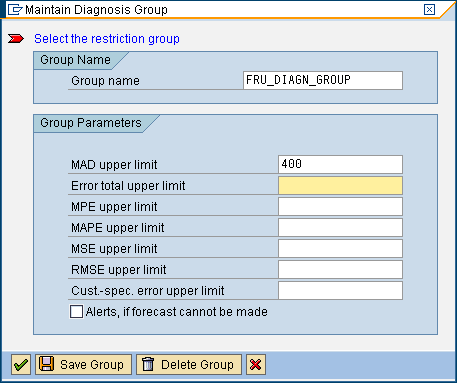 Maintain Diagnosis Group
Select the restriction group
Group Name
Group name FRU_DIAGN_GROUP
Group Parameters
MAD upper limit 400
Error total upper limit
MPE upper limit
MAPE upper limit
MSE upper limit
RMSE upper limit
Cust.-spec. error upper limit
Alerts, if forecast cannot be made
Save Group Delete Group